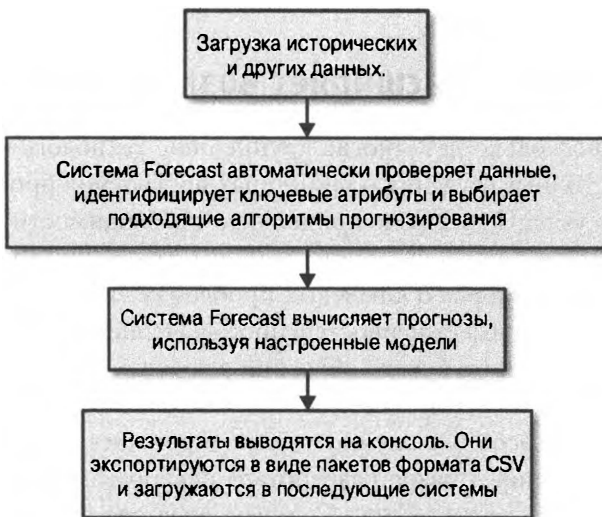 Загрузка исторических
и других данных.
Система Forecast автоматически проверяет данные,
идентифицирует ключевые атрибуты и выбирает
подходящие алгоритмы прогнозирования
Система Forecast вычисляет прогнозы,
используя настроенные модели
Результаты выводятся на консоль. Они
экспортируются в виде пакетов формата CSV
и загружаются в последующие системы